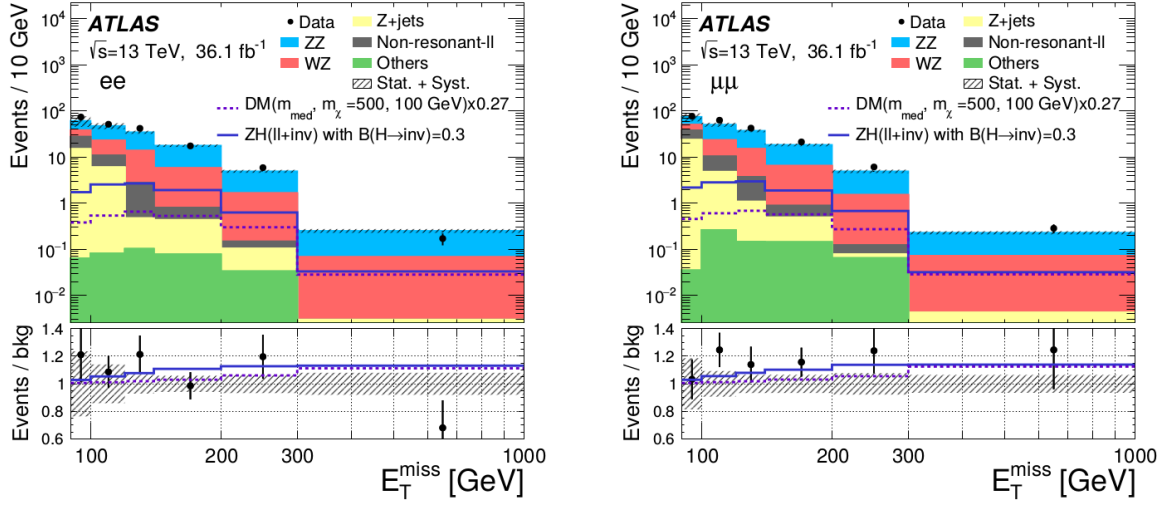 Events / 10 GeV
10⁴
10³
10²
10
1
10⁻¹
10⁻²
ATLAS
√s=13 TeV, 36.1 fb⁻¹
ee
Data
ZZ
WZ
Z+jets
Non-resonant-ll
Others
Stat. + Syst.
DM(m_med, m_χ =500, 100 GeV)x0.27
ZH(ll+inv) with B(H→inv)=0.3
Events / bkg
1.4
1.2
1
0.8
0.6
100
200
300
1000
E_T^miss [GeV]
Events / 10 GeV
10⁴
10³
10²
10
1
10⁻¹
10⁻²
ATLAS
√s=13 TeV, 36.1 fb⁻¹
μμ
Data
ZZ
WZ
Z+jets
Non-resonant-ll
Others
Stat. + Syst.
DM(m_med, m_χ =500, 100 GeV)x0.27
ZH(ll+inv) with B(H→inv)=0.3
Events / bkg
1.4
1.2
1
0.8
0.6
100
200
300
1000
E_T^miss [GeV]